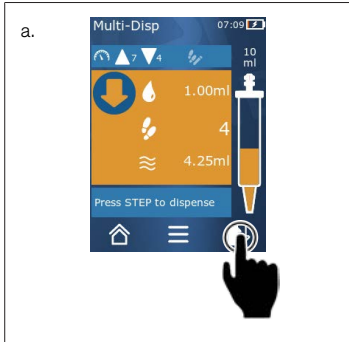 a.
Multi-Disp 07:09
7 4 10
ml
1.00ml
4
4.25ml
Press STEP to dispense